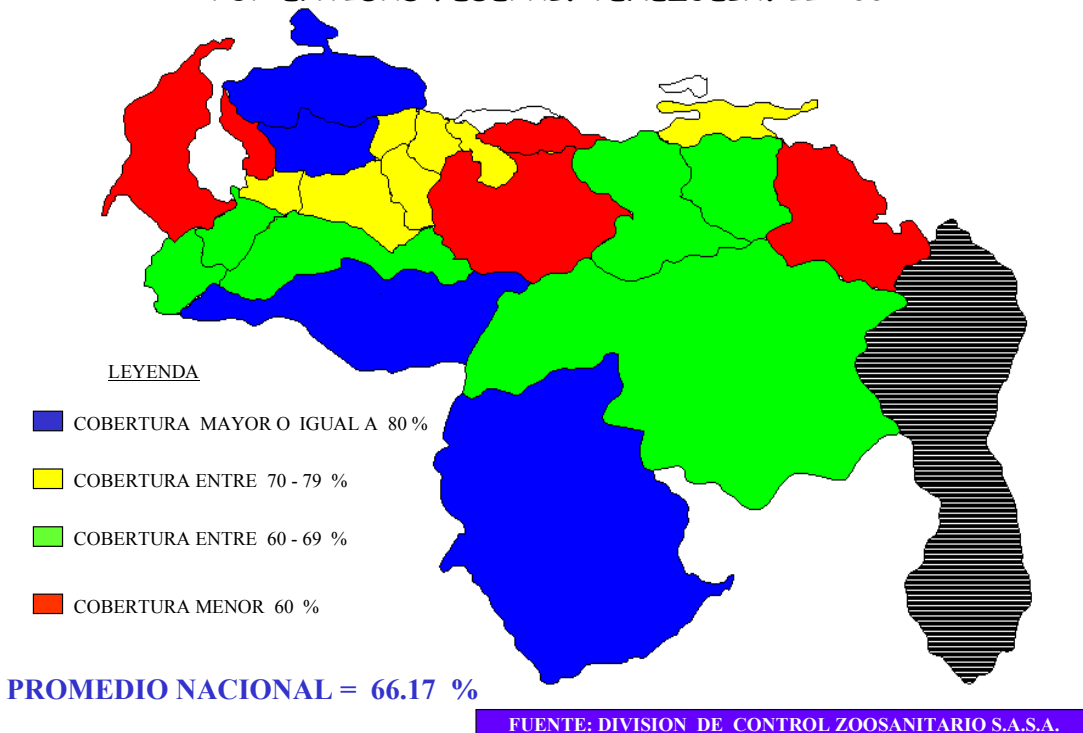 LEYENDA
COBERTURA MAYOR O IGUAL A 80 %
COBERTURA ENTRE 70 - 79 %
COBERTURA ENTRE 60 - 69 %
COBERTURA MENOR 60 %
PROMEDIO NACIONAL = 66.17 %
FUENTE: DIVISION DE CONTROL ZOOSANITARIO S.A.S.A.